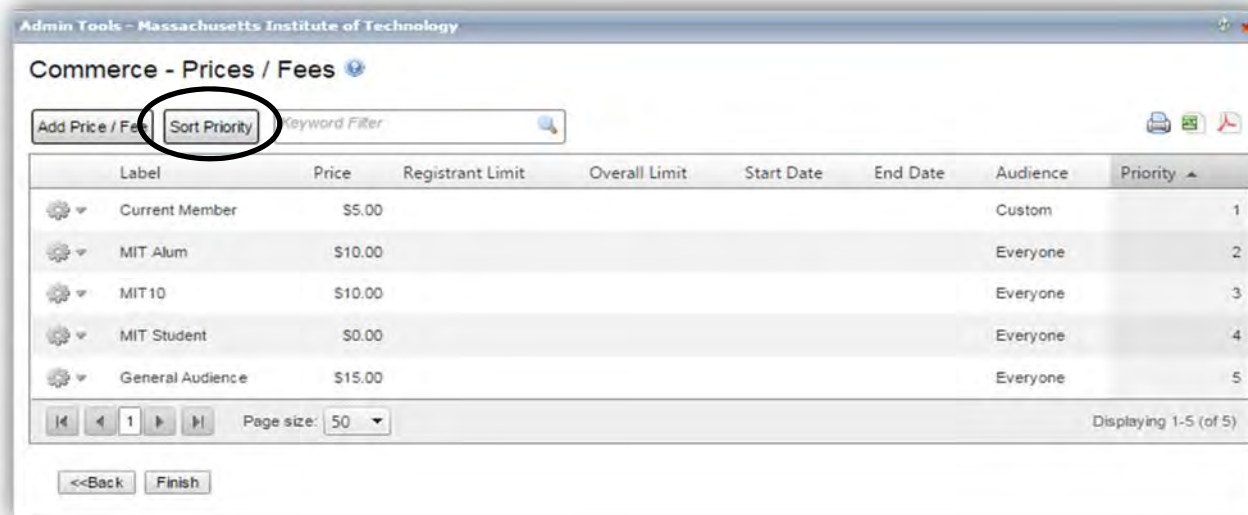 Admin Tools - Massachusetts Institute of Technology
Commerce - Prices / Fees
Add Price / Fee Sort Priority Keyword Filter
Label Price Registrant Limit Overall Limit Start Date End Date Audience Priority
Current Member $5.00 Custom 1
MIT Alum $10.00 Everyone 2
MIT10 $10.00 Everyone 3
MIT Student $0.00 Everyone 4
General Audience $15.00 Everyone 5
1 Page size: 50 Displaying 1-5 (of 5)
<<Back Finish